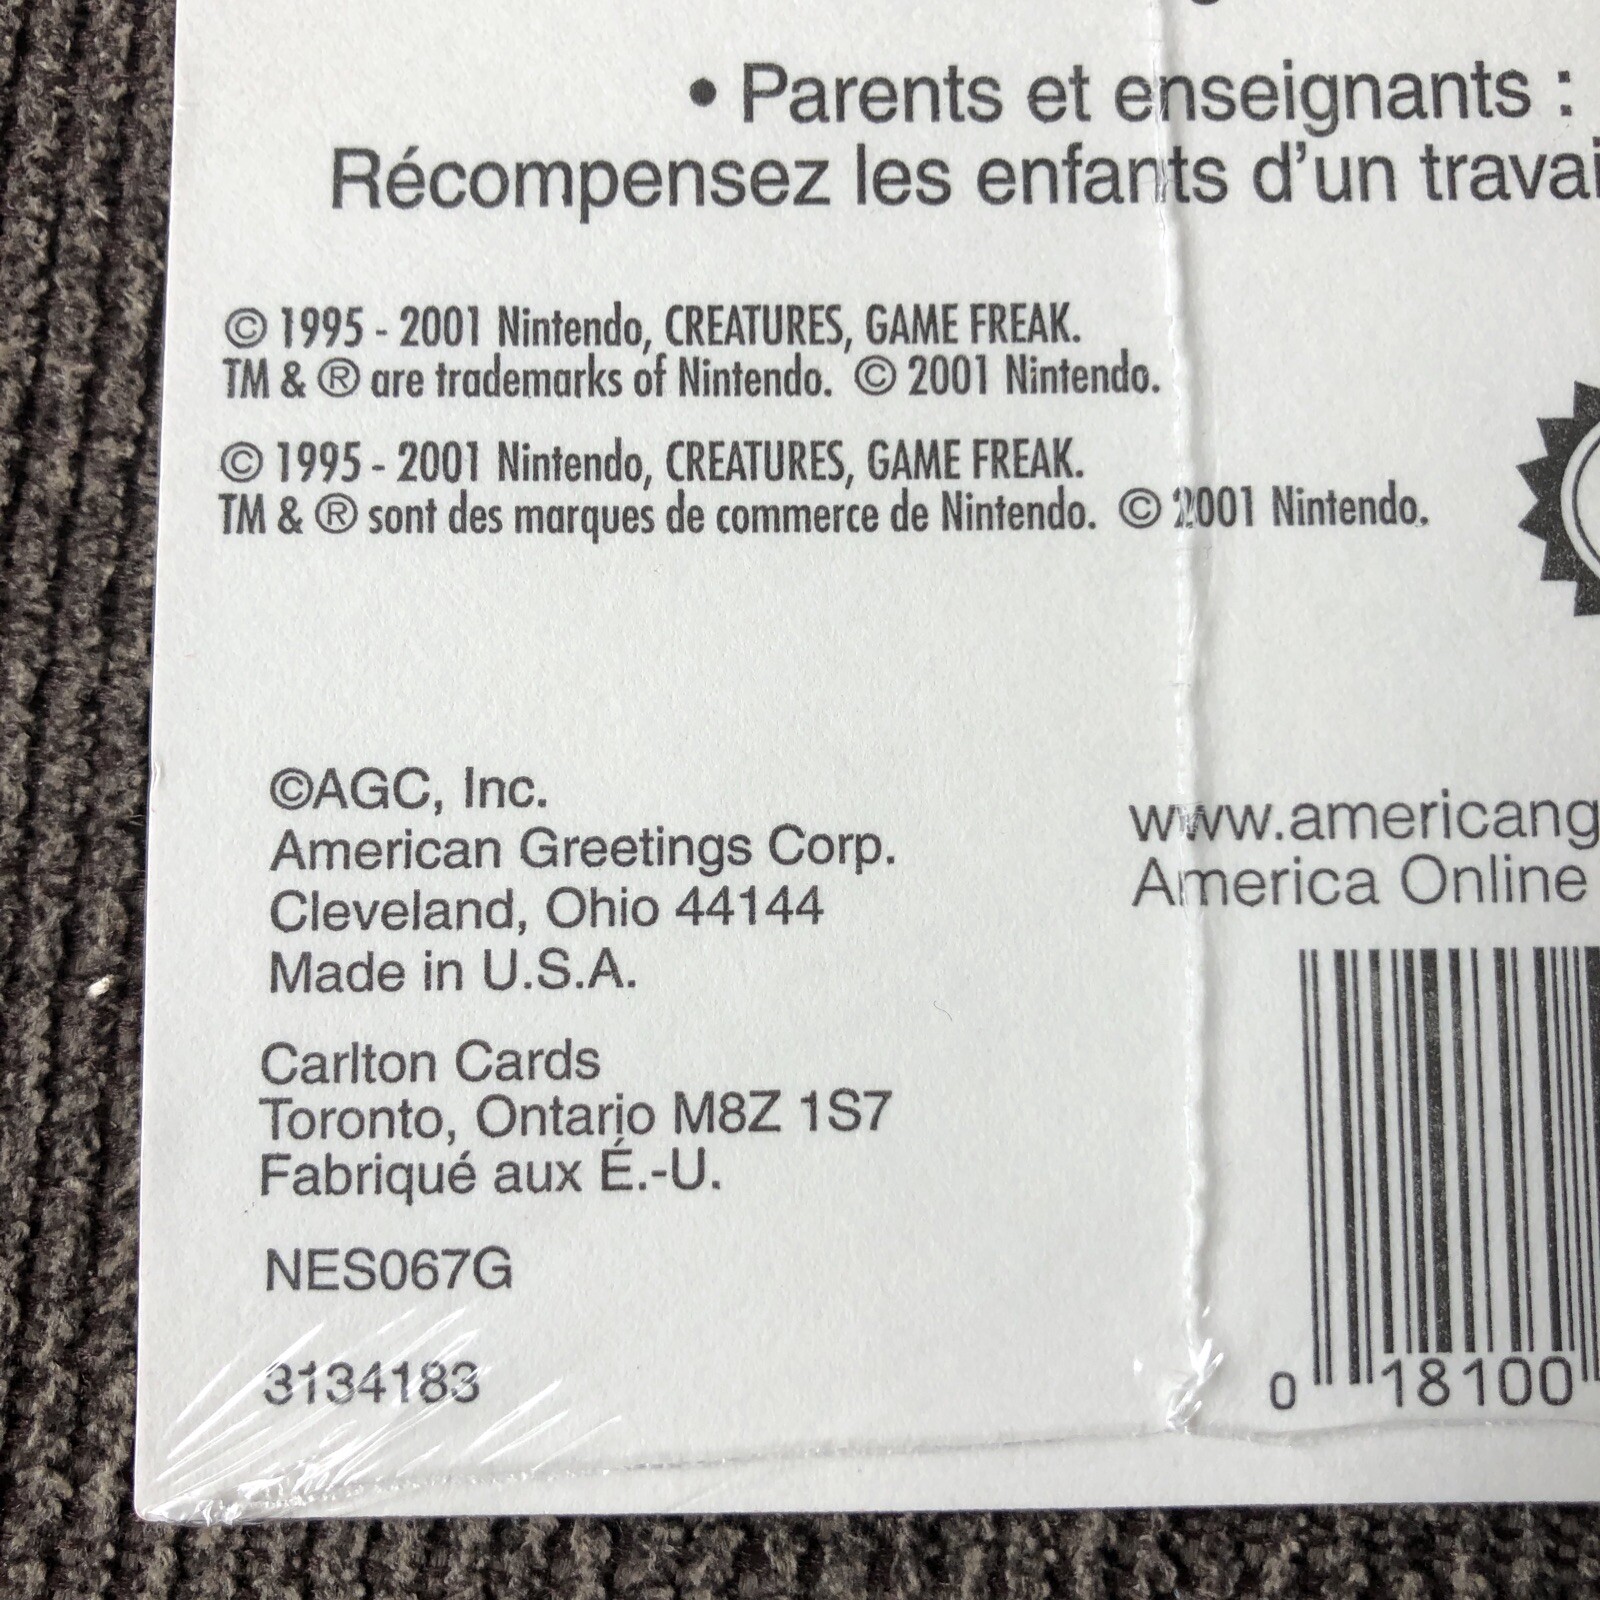 • Parents et enseignants :
Récompensez les enfants d'un
© 1995 - 2001 Nintendo, CREATURES, GAME FREAK.
TM & ® are trademarks of Nintendo. © 2001 Nintendo.
© 1995 - 2001 Nintendo, CREATURES, GAME FREAK.
TM & ® sont des marques de commerce de Nintendo. © 2001 Nintendo.
©AGC, Inc.
American Greetings Corp.
Cleveland, Ohio 44144
Made in U.S.A.
www.americang
America Online
Carlton Cards
Toronto, Ontario M8Z 1S7
Fabriqué aux É.-U.
NES067G
3134183
0 18100